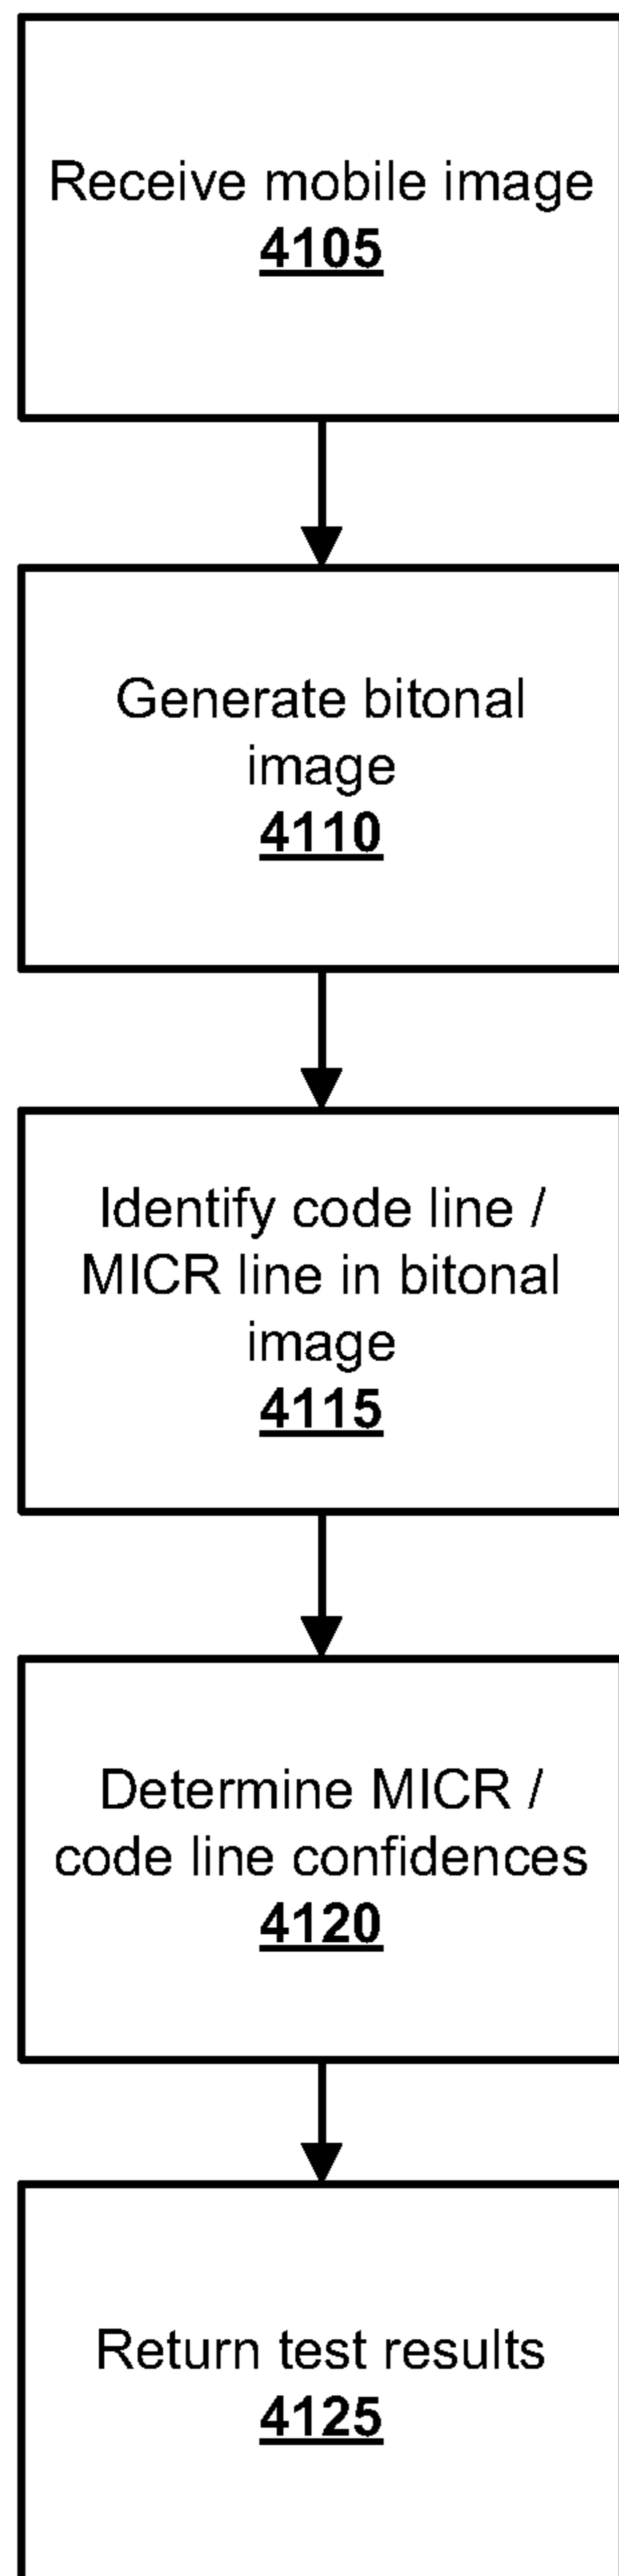 Receive mobile image
4105
Generate bitonal
image
4110
Identify code line /
MICR line in bitonal
image
4115
Determine MICR /
code line confidences
4120
Return test results
4125